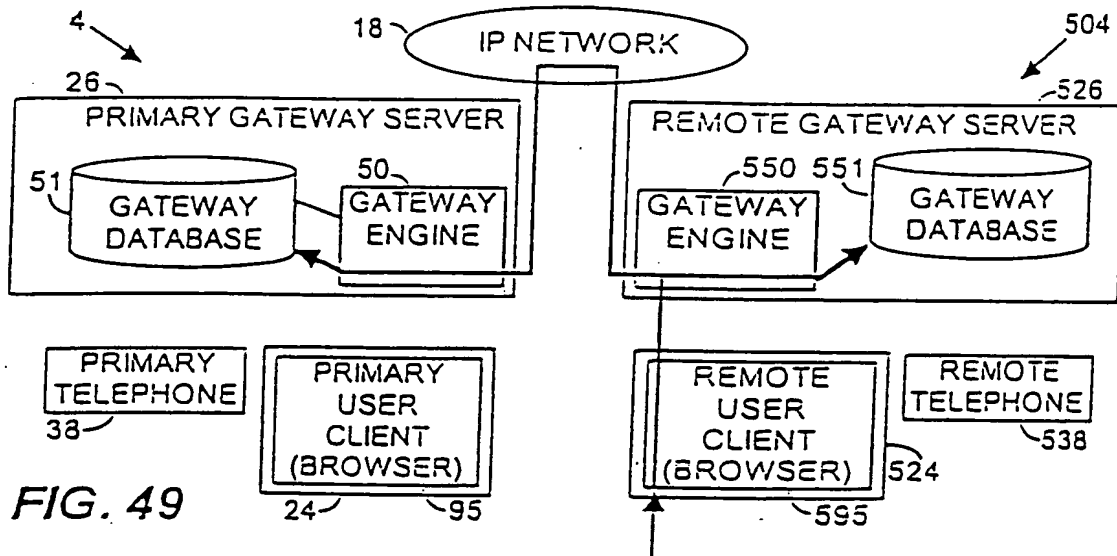 4
18
IP NETWORK
504
26
526
PRIMARY GATEWAY SERVER
REMOTE GATEWAY SERVER
51
GATEWAY
DATABASE
50
GATEWAY
ENGINE
550
GATEWAY
ENGINE
551
GATEWAY
DATABASE
PRIMARY
TELEPHONE
38
PRIMARY
USER
CLIENT
(BROWSER)
24
95
REMOTE
USER
CLIENT
(BROWSER)
524
595
REMOTE
TELEPHONE
538
FIG. 49